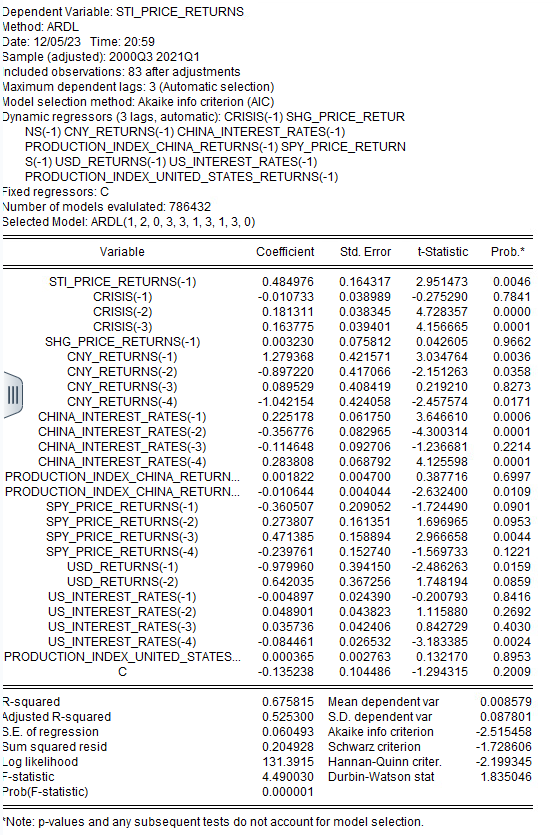 Dependent Variable: STI_PRICE_RETURNS
Method: ARDL
Date: 12/05/23 Time: 20:59
Sample (adjusted): 2000Q3 2021Q1
Included observations: 83 after adjustments
Maximum dependent lags: 3 (Automatic selection)
Model selection method: Akaike info criterion (AIC)
Dynamic regressors (3 lags, automatic): CRISIS(-1) SHG_PRICE_RETUR
NS(-1) CNY_RETURNS(-1) CHINA_INTEREST_RATES(-1)
PRODUCTION_INDEX_CHINA_RETURNS(-1) SPY_PRICE_RETURN
S(-1) USD_RETURNS(-1) US_INTEREST_RATES(-1)
PRODUCTION_INDEX_UNITED_STATES_RETURNS(-1)
Fixed regressors: C
Number of models evalulated: 786432
Selected Model: ARDL(1, 2, 0, 3, 3, 1, 3, 1, 3, 0)
Variable Coefficient Std. Error t-Statistic Prob.*
STI_PRICE_RETURNS(-1) 0.484976 0.164317 2.951473 0.0046
CRISIS(-1) -0.010733 0.038989 -0.275290 0.7841
CRISIS(-2) 0.181311 0.038345 4.728357 0.0000
CRISIS(-3) 0.163775 0.039401 4.156665 0.0001
SHG_PRICE_RETURNS(-1) 0.003230 0.075812 0.042605 0.9662
CNY_RETURNS(-1) 1.279368 0.421571 3.034764 0.0036
CNY_RETURNS(-2) -0.897220 0.417066 -2.151263 0.0358
CNY_RETURNS(-3) 0.089529 0.408419 0.219210 0.8273
CNY_RETURNS(-4) -1.042154 0.424058 -2.457574 0.0171
CHINA_INTEREST_RATES(-1) 0.225178 0.061750 3.646610 0.0006
CHINA_INTEREST_RATES(-2) -0.356776 0.082965 -4.300314 0.0001
CHINA_INTEREST_RATES(-3) -0.114648 0.092706 -1.236681 0.2214
CHINA_INTEREST_RATES(-4) 0.283808 0.068792 4.125598 0.0001
PRODUCTION_INDEX_CHINA_RETURN... 0.001822 0.004700 0.387716 0.6997
PRODUCTION_INDEX_CHINA_RETURN... -0.010644 0.004044 -2.632400 0.0109
SPY_PRICE_RETURNS(-1) -0.360507 0.209052 -1.724490 0.0901
SPY_PRICE_RETURNS(-2) 0.273807 0.161351 1.696965 0.0953
SPY_PRICE_RETURNS(-3) 0.471385 0.158894 2.966658 0.0044
SPY_PRICE_RETURNS(-4) -0.239761 0.152740 -1.569733 0.1221
USD_RETURNS(-1) -0.979960 0.394150 -2.486263 0.0159
USD_RETURNS(-2) 0.642035 0.367256 1.748194 0.0859
US_INTEREST_RATES(-1) -0.004897 0.024390 -0.200793 0.8416
US_INTEREST_RATES(-2) 0.048901 0.043823 1.115880 0.2692
US_INTEREST_RATES(-3) 0.035736 0.042406 0.842729 0.4030
US_INTEREST_RATES(-4) -0.084461 0.026532 -3.183385 0.0024
PRODUCTION_INDEX_UNITED_STATES... 0.000365 0.002763 0.132170 0.8953
C -0.135238 0.104486 -1.294315 0.2009
R-squared 0.675815 Mean dependent var 0.008579
Adjusted R-squared 0.525300 S.D. dependent var 0.087801
S.E. of regression 0.060493 Akaike info criterion -2.515458
Sum squared resid 0.204928 Schwarz criterion -1.728606
Log likelihood 131.3915 Hannan-Quinn criter. -2.199345
F-statistic 4.490030 Durbin-Watson stat 1.835046
Prob(F-statistic) 0.000001
*Note: p-values and any subsequent tests do not account for model selection.